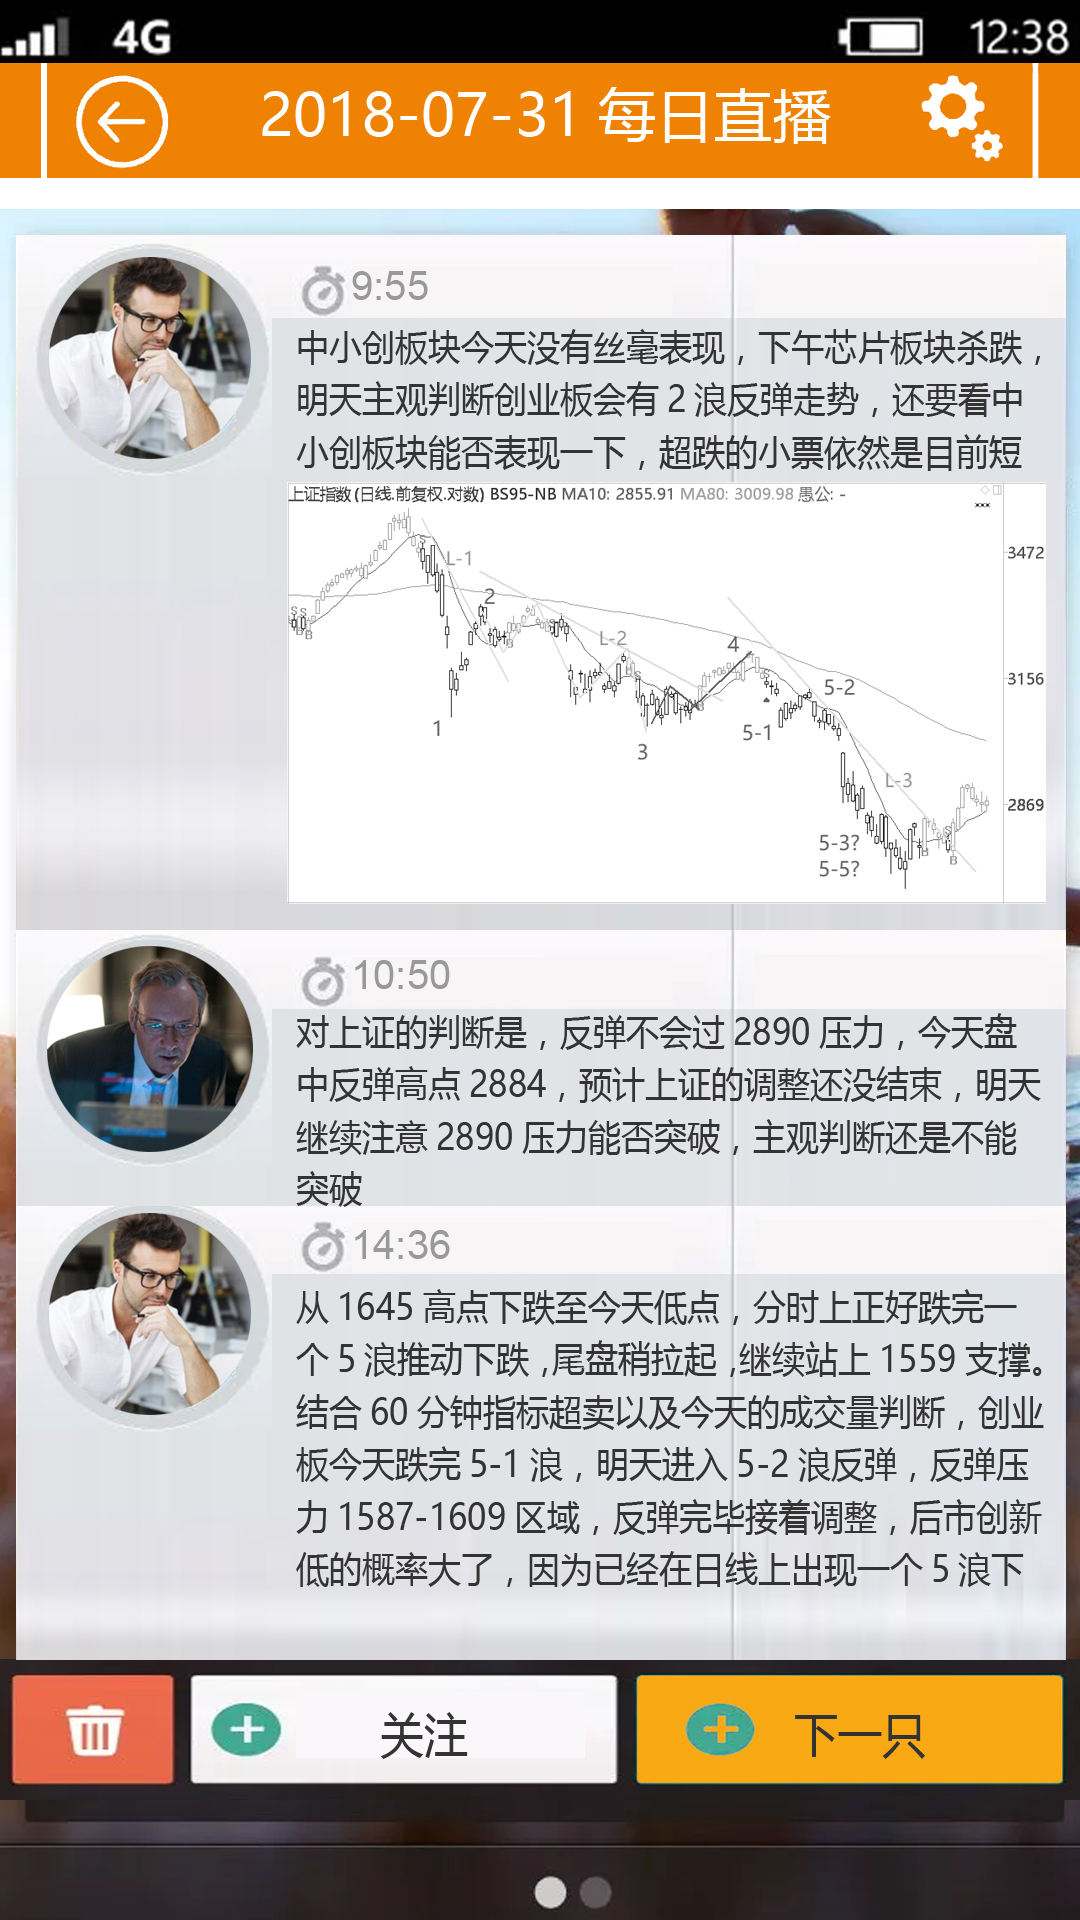 4G 12:38
2018-07-31 每日直播
9:55
中小创板块今天没有丝毫表现，下午芯片板块杀跌，
明天主观判断创业板会有 2 浪反弹走势，还要看中
小创板块能否表现一下，超跌的小票依然是目前短
上证指数(日线.前复权.对数) BS95-NB MA10: 2855.91 MA80: 3009.98 愚公: -
3472
L-1
S
S S
B B
2
L-2
B
S
4
S
3156
5-2
1
5-1
3
L-3
2869
5-3?
5-5?
S
B
B
10:50
对上证的判断是，反弹不会过 2890 压力，今天盘
中反弹高点 2884，预计上证的调整还没结束，明天
继续注意 2890 压力能否突破，主观判断还是不能
突破
14:36
从 1645 高点下跌至今天低点，分时上正好跌完一
个 5 浪推动下跌，尾盘稍拉起，继续站上 1559 支撑。
结合 60 分钟指标超卖以及今天的成交量判断，创业
板今天跌完 5-1 浪，明天进入 5-2 浪反弹，反弹压
力 1587-1609 区域，反弹完毕接着调整，后市创新
低的概率大了，因为已经在日线上出现一个 5 浪下
关注
下一只